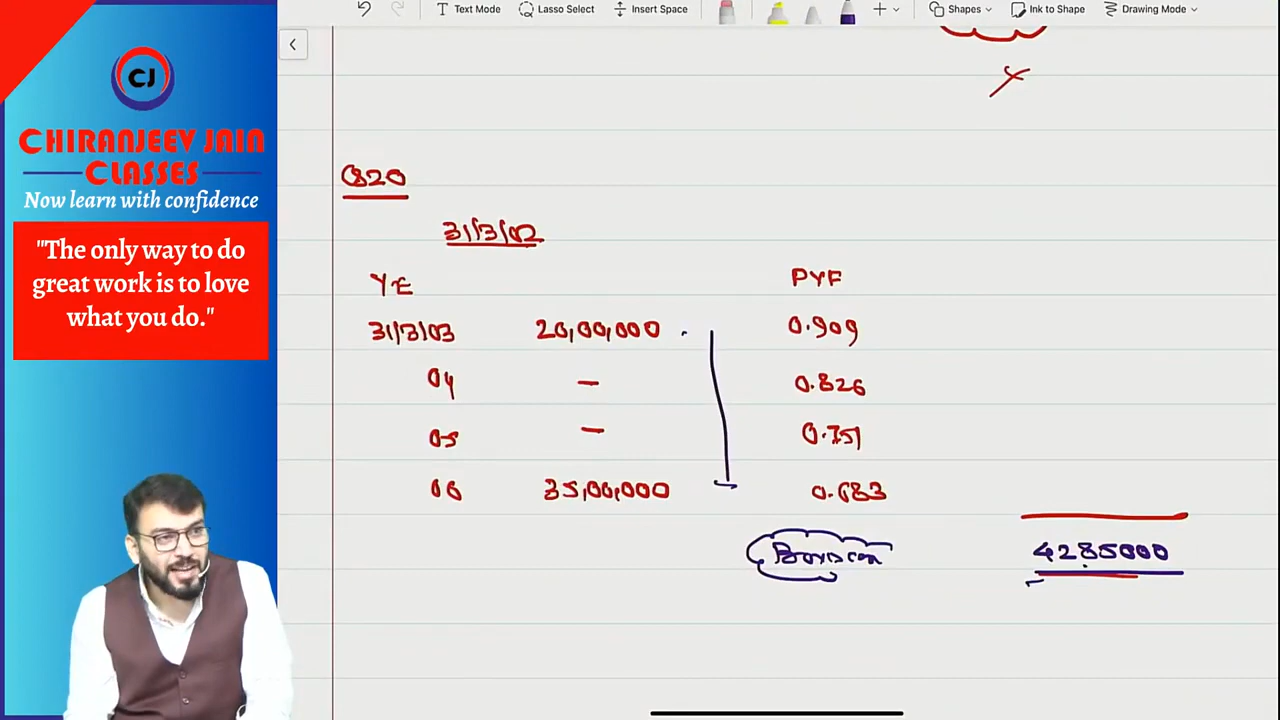 Text Mode Lasso Select Insert Space Shapes Ink to Shape Drawing Mode
CJ
CHIRANJEEV JAIN
CLASSES
Now learn with confidence
"The only way to do
great work is to love
what you do."
Q20
31/3/02
YE PVF
31/3/03 20,00,000 0.909
04 — 0.826
05 — 0.751
06 35,00,000 0.683
4285000